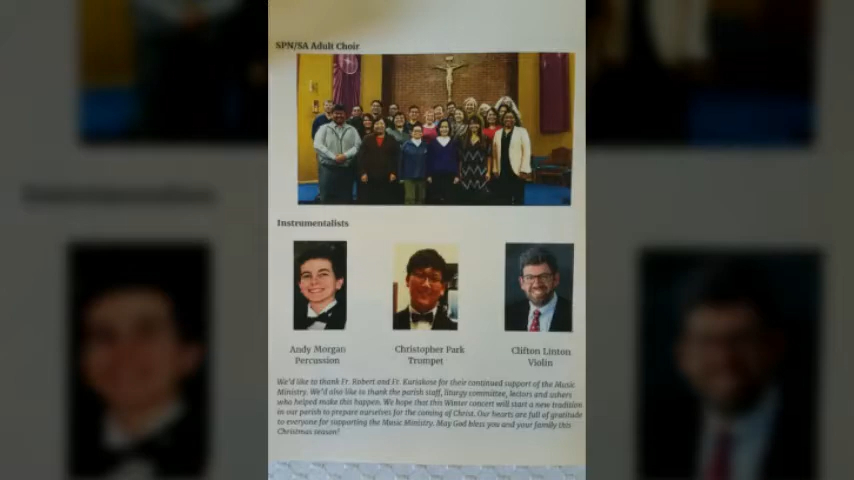 SPN/SA Adult Choir
Instrumentalists
Andy Morgan
Percussion
Christopher Park
Trumpet
Clifton Linton
Violin
We'd like to thank Fr. Robert and Fr. Kuriakose for their continued support of the Music
Ministry. We'd also like to thank the parish staff, liturgy committee, lectors and ushers
who helped make this happen. We hope that this Winter concert will start a new tradition
in our parish to prepare ourselves for the coming of Christ. Our hearts are full of gratitude
to everyone for supporting the Music Ministry. May God bless you and your family this
Christmas season!